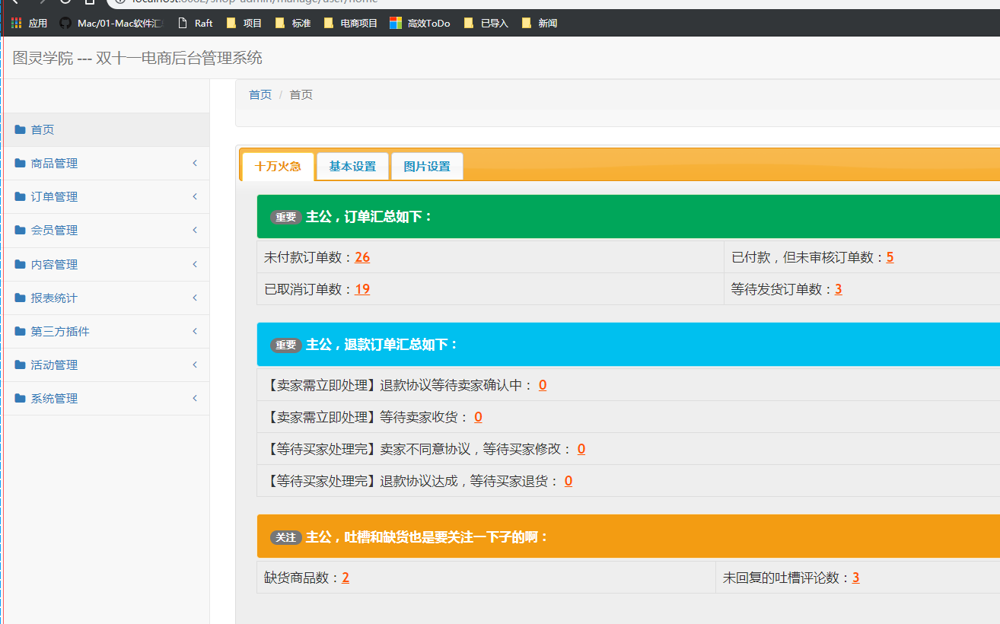 localhost:8082/shop-admin/manage/user/home
应用 Mac/01-Mac软件汇 Raft 项目 标准 电商项目 高效ToDo 已导入 新闻
图灵学院 --- 双十一电商后台管理系统
首页 / 首页
首页
商品管理
订单管理
会员管理
内容管理
报表统计
第三方插件
活动管理
系统管理
十万火急 基本设置 图片设置
重要 主公，订单汇总如下：
未付款订单数：26 已付款，但未审核订单数：5
已取消订单数：19 等待发货订单数：3
重要 主公，退款订单汇总如下：
【卖家需立即处理】退款协议等待卖家确认中： 0
【卖家需立即处理】等待卖家收货： 0
【等待买家处理完】卖家不同意协议，等待买家修改： 0
【等待买家处理完】退款协议达成，等待买家退货： 0
关注 主公，吐槽和缺货也是要关注一下子的啊：
缺货商品数：2 未回复的吐槽评论数：3